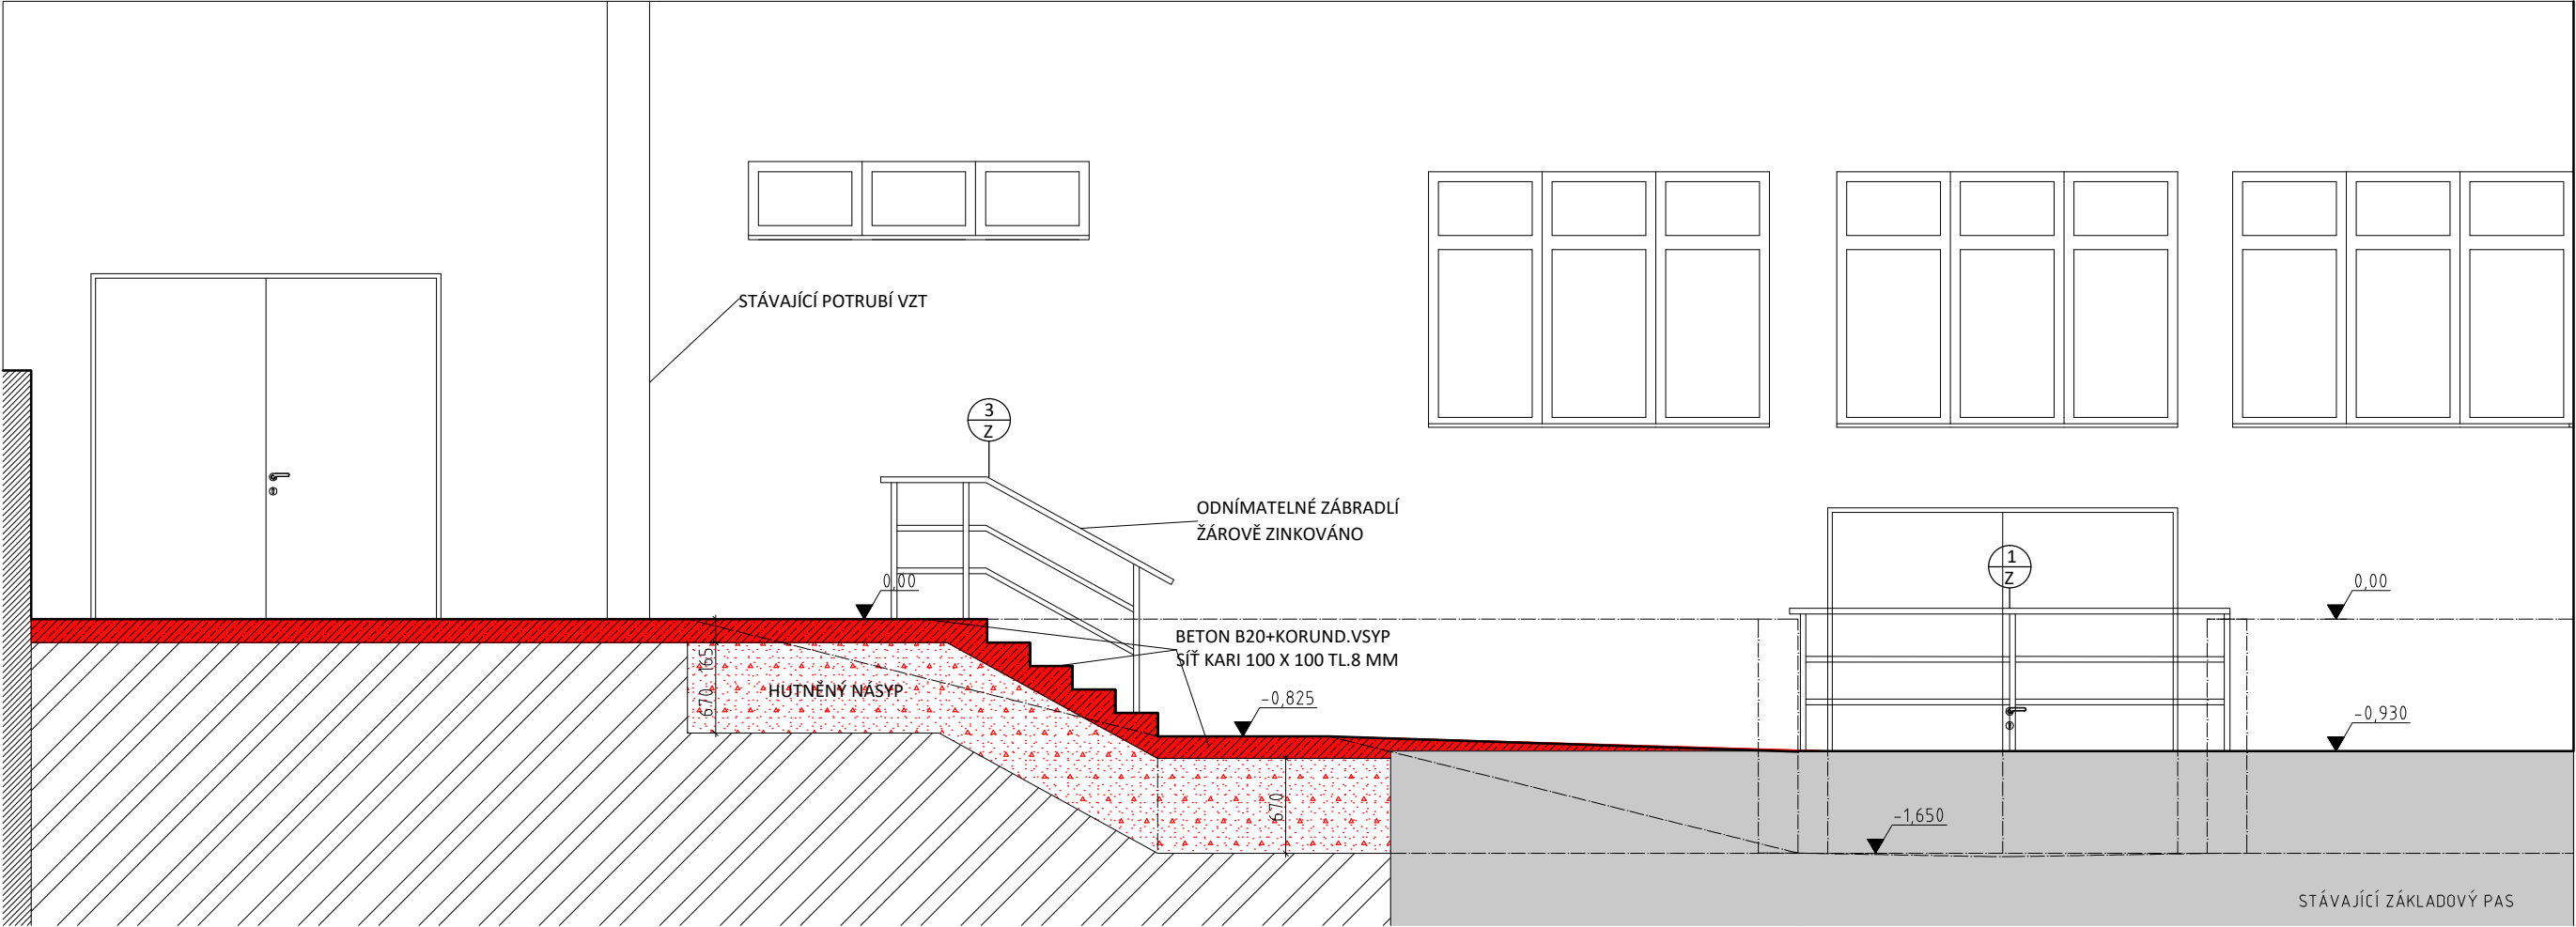 STÁVAJÍCÍ POTRUBÍ VZT
3
Z
ODNÍMATELNÉ ZÁBRADLÍ
ŽÁROVĚ ZINKOVÁNO
1
Z
0,00
0,00
BETON B20+KORUND.VSYP
SÍŤ KARI 100 X 100 TL.8 MM
165
HUTNĚNÝ NÁSYP
670
-0,825
-0,930
670
-1,650
STÁVAJÍCÍ ZÁKLADOVÝ PAS